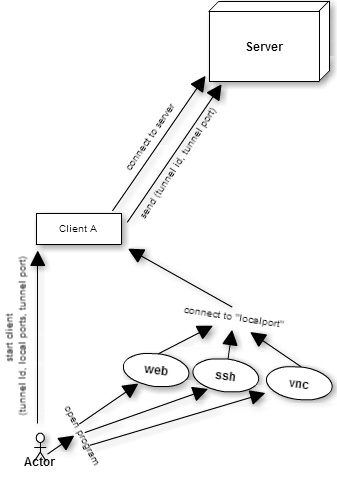 Server
connect to server
send (tunnel id, tunnel port)
Client A
start client
(tunnel id, local ports, tunnel port)
connect to "localport"
web
ssh
vnc
open program
Actor